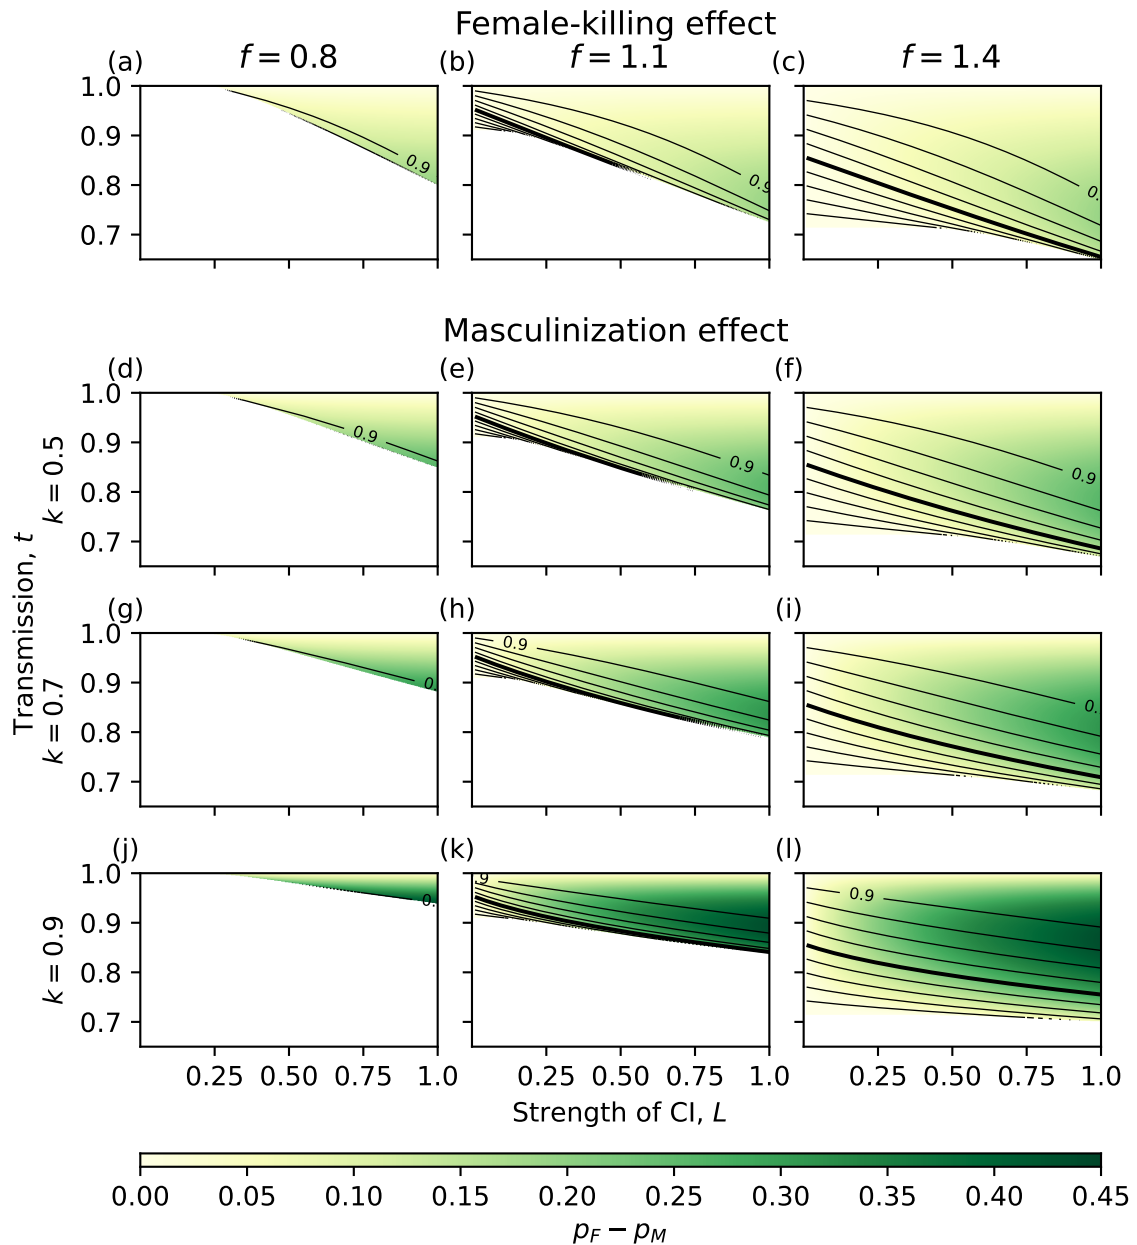 Female-killing effect
(a) f = 0.8 (b) f = 1.1 (c) f = 1.4
1.0
0.9
0.8
0.7
0.9
0.9
0.
Masculinization effect
(d) (e) (f)
1.0
0.9
0.8
0.7
k = 0.5
0.9
0.9
0.9
(g) (h) (i)
1.0
0.9
0.8
0.7
Transmission, t
k = 0.7
0.
0.9
0.
(j) (k) (l)
1.0
0.9
0.8
0.7
k = 0.9
0.
.9
0.9
0.25 0.50 0.75 1.0 0.25 0.50 0.75 1.0 0.25 0.50 0.75 1.0
Strength of CI, L
0.00 0.05 0.10 0.15 0.20 0.25 0.30 0.35 0.40 0.45
p_F − p_M